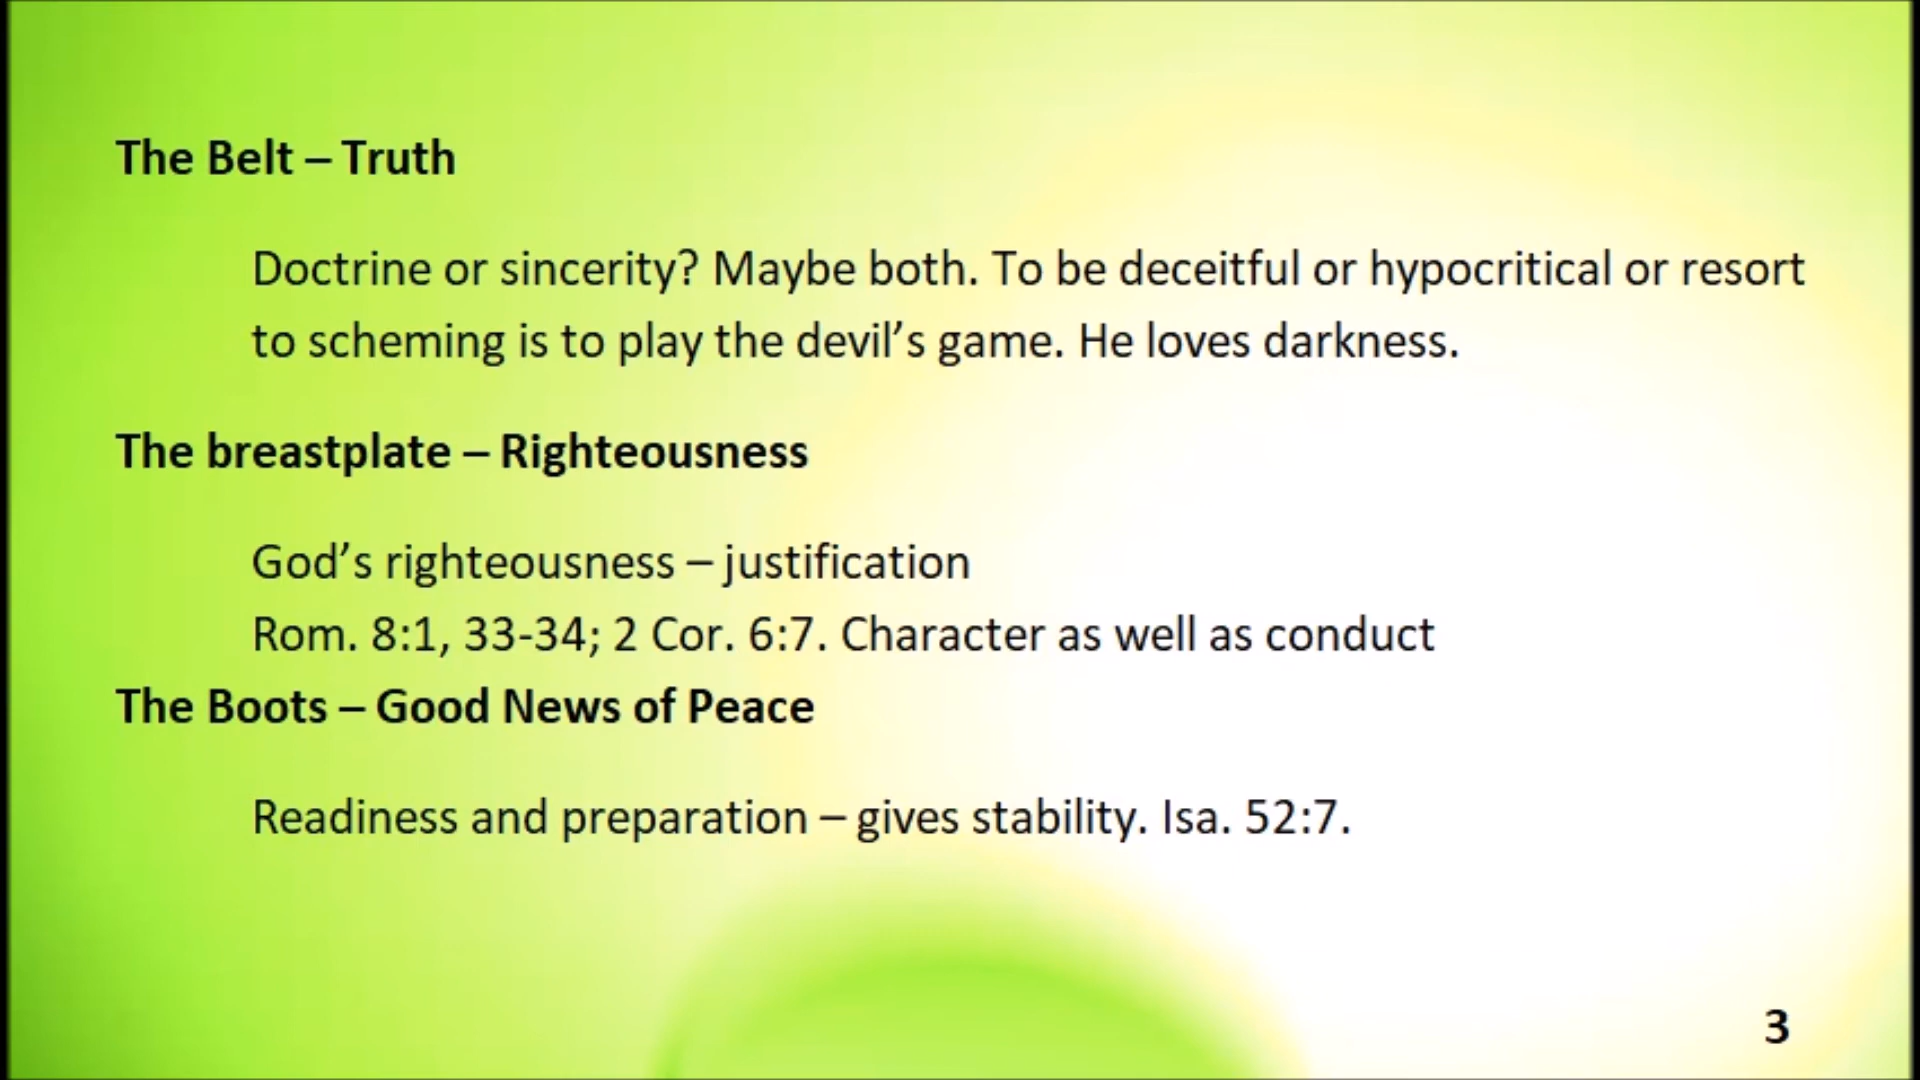 The Belt – Truth
Doctrine or sincerity? Maybe both. To be deceitful or hypocritical or resort
to scheming is to play the devil’s game. He loves darkness.
The breastplate – Righteousness
God’s righteousness – justification
Rom. 8:1, 33-34; 2 Cor. 6:7. Character as well as conduct
The Boots – Good News of Peace
Readiness and preparation – gives stability. Isa. 52:7.
3